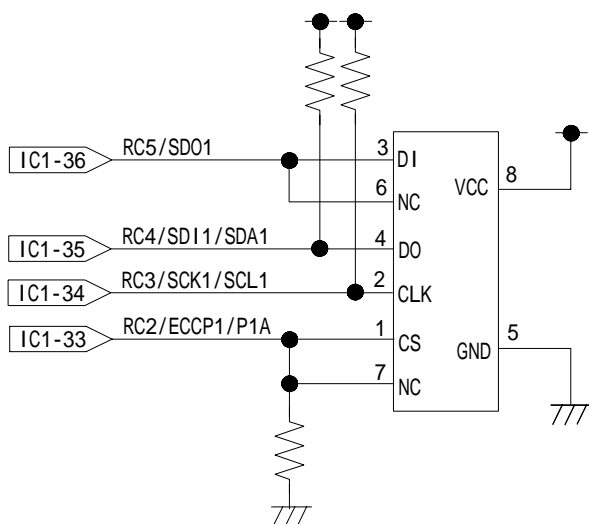 IC1-36 RC5/SDO1 3 DI
6 NC
VCC 8
IC1-35 RC4/SDI1/SDA1 4 DO
IC1-34 RC3/SCK1/SCL1 2 CLK
IC1-33 RC2/ECCP1/P1A 1 CS
GND 5
7 NC